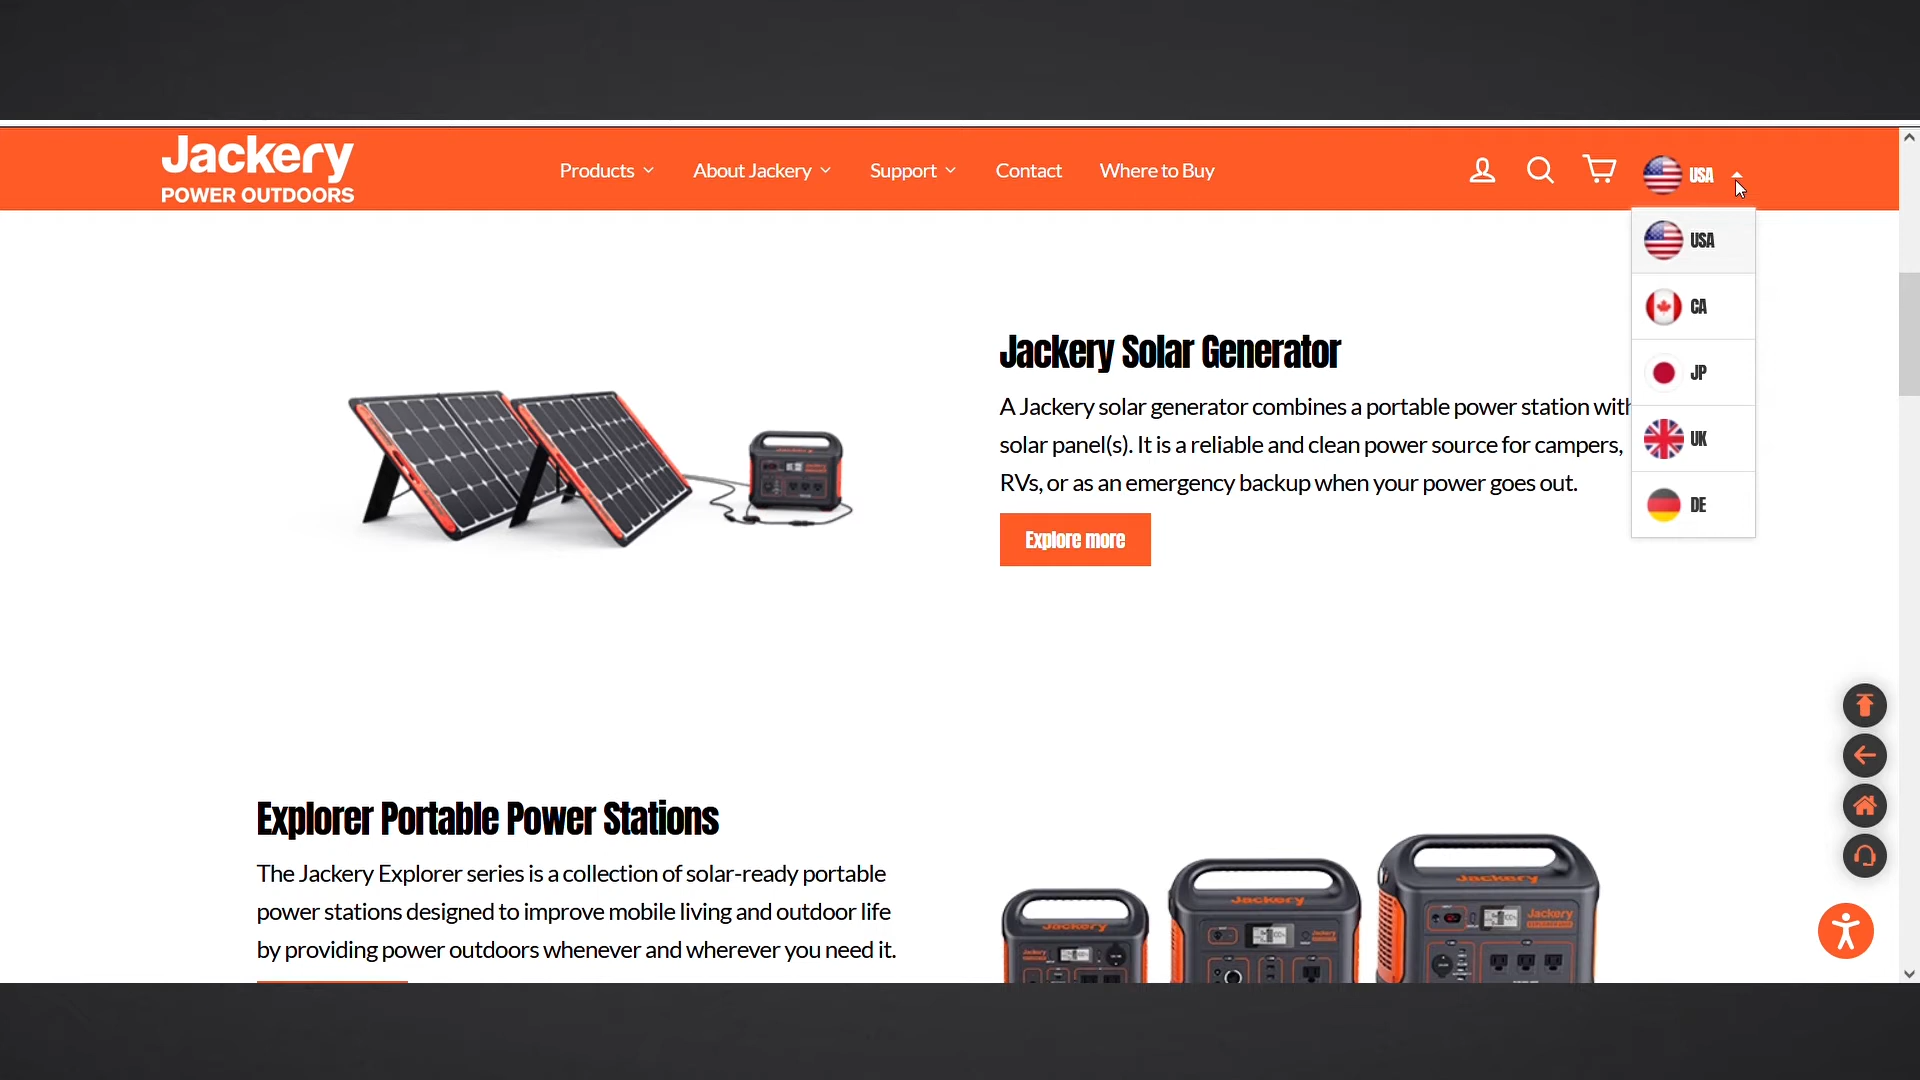 Jackery
POWER OUTDOORS
Products
About Jackery
Support
Contact
Where to Buy
USA
USA
CA
JP
UK
DE
Jackery Solar Generator
A Jackery solar generator combines a portable power station with
solar panel(s). It is a reliable and clean power source for campers,
RVs, or as an emergency backup when your power goes out.
Explore more
Explorer Portable Power Stations
The Jackery Explorer series is a collection of solar-ready portable
power stations designed to improve mobile living and outdoor life
by providing power outdoors whenever and wherever you need it.
Jackery
Jackery
Jackery
Jackery